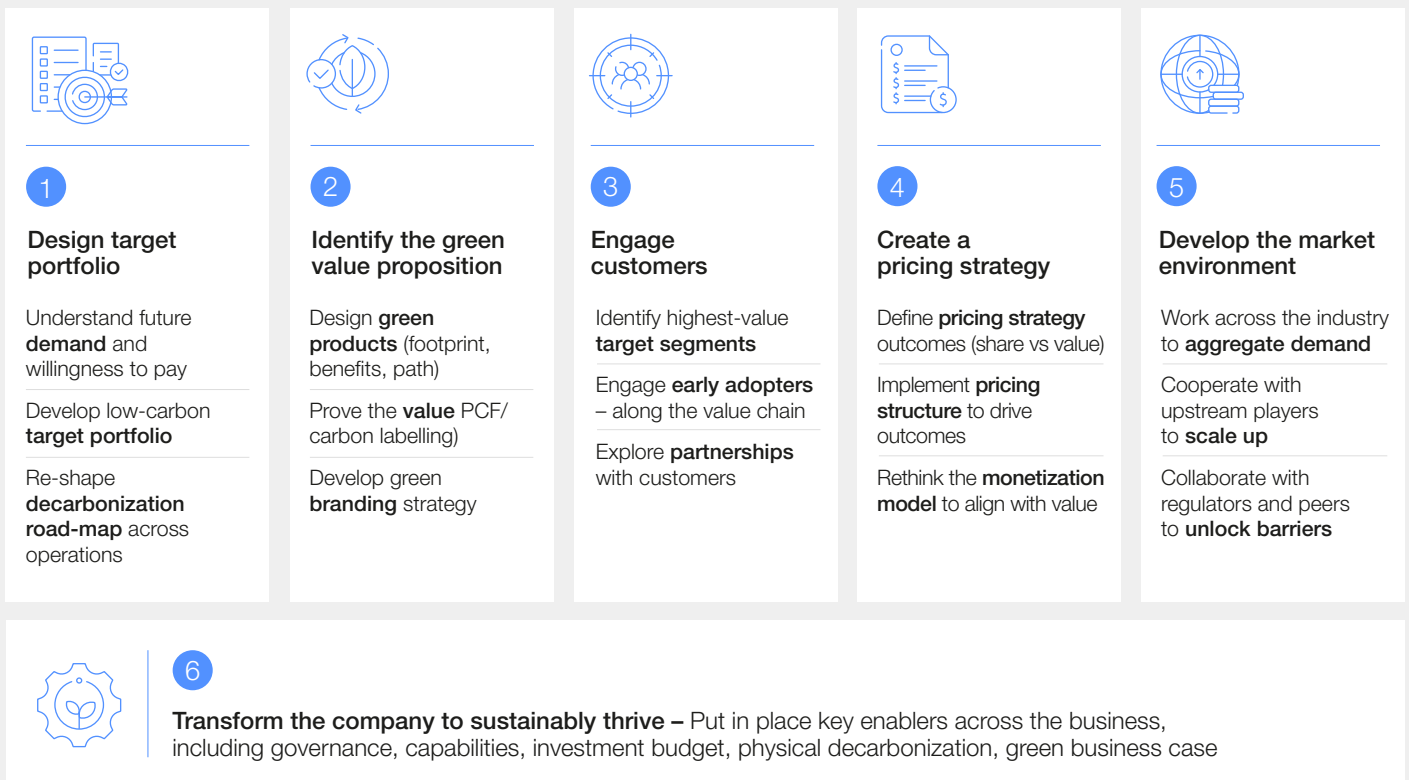 1
Design target
portfolio
Understand future
demand and
willingness to pay
Develop low-carbon
target portfolio
Re-shape
decarbonization
road-map across
operations
2
Identify the green
value proposition
Design green
products (footprint,
benefits, path)
Prove the value PCF/
carbon labelling)
Develop green
branding strategy
3
Engage
customers
Identify highest-value
target segments
Engage early adopters
– along the value chain
Explore partnerships
with customers
$
$
$
$
$
4
Create a
pricing strategy
Define pricing strategy
outcomes (share vs value)
Implement pricing
structure to drive
outcomes
Rethink the monetization
model to align with value
5
Develop the market
environment
Work across the industry
to aggregate demand
Cooperate with
upstream players
to scale up
Collaborate with
regulators and peers
to unlock barriers
6
Transform the company to sustainably thrive – Put in place key enablers across the business,
including governance, capabilities, investment budget, physical decarbonization, green business case